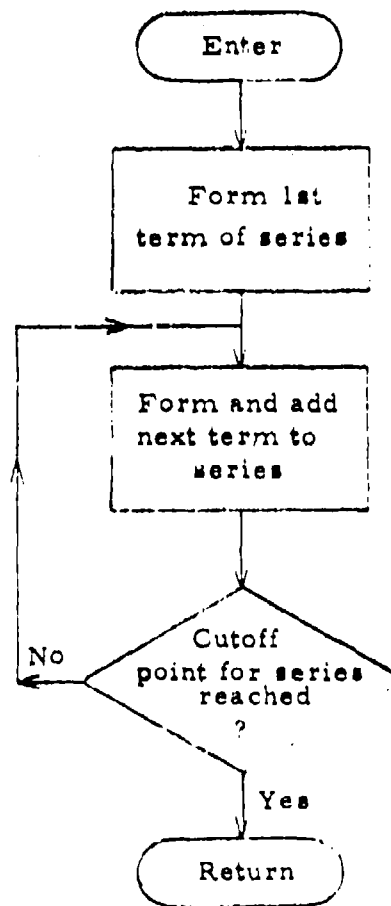 Enter
Form 1st
term of series
Form and add
next term to
series
Cutoff
point for series
reached
?
No
Yes
Return